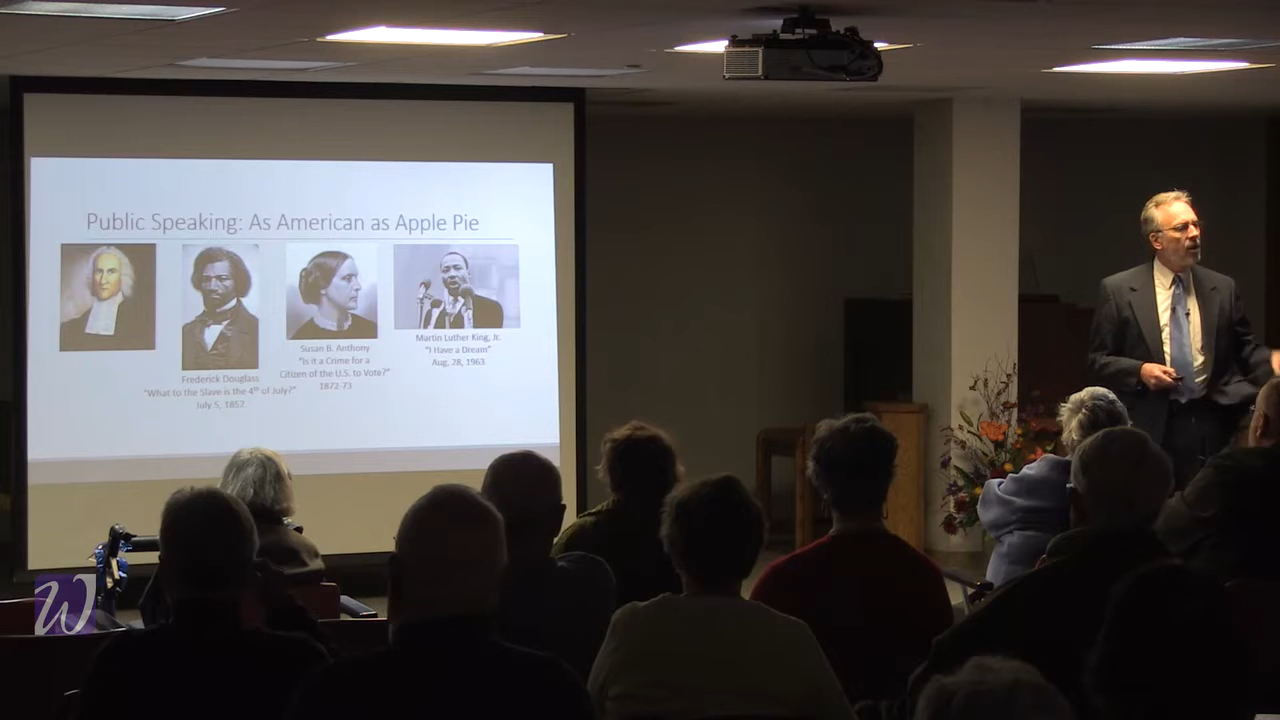 Public Speaking: As American as Apple Pie
Frederick Douglass
"What to the Slave is the 4th of July?"
July 5, 1852
Susan B. Anthony
"Is it a Crime for a
Citizen of the U.S. to Vote?"
1872-73
Martin Luther King, Jr.
"I Have a Dream"
Aug. 28, 1963
W